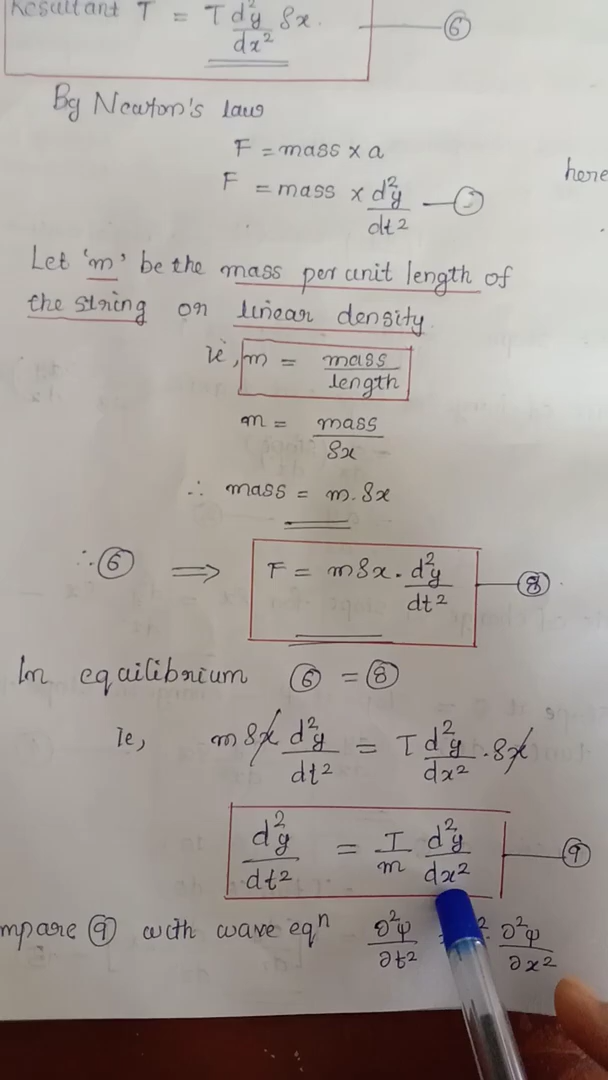 Resultant T = T d²y/dx² δx. — ⑥
By Newton's law
F = mass × a
here
F = mass × d²y/dt² —
Let 'm' be the mass per unit length of
the string or linear density.
ie, m = mass/length
m = mass/δx
∴ mass = m.δx
∴ ⑥ ⟹ F = mδx. d²y/dt² — ⑧.
In equilibrium ⑥ = ⑧
ie, mδx d²y/dt² = T d²y/dx² .δx
d²y/dt² = T/m d²y/dx² — ⑨
mpare ⑨ with wave eqⁿ ∂²ψ/∂t² = ² ∂²ψ/∂x²